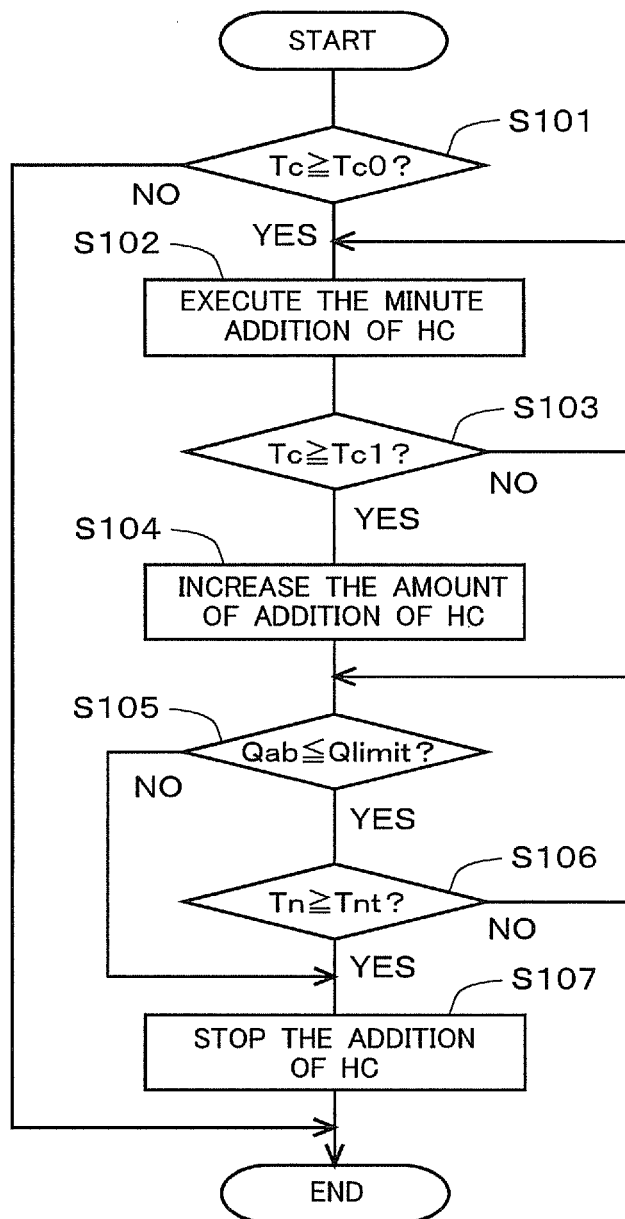 START
S101
Tc≧Tc0?
NO
YES
S102
EXECUTE THE MINUTE
ADDITION OF HC
S103
Tc≧Tc1?
NO
YES
S104
INCREASE THE AMOUNT
OF ADDITION OF HC
S105
Qab≦Qlimit?
NO
YES
S106
Tn≧Tnt?
NO
YES
S107
STOP THE ADDITION
OF HC
END